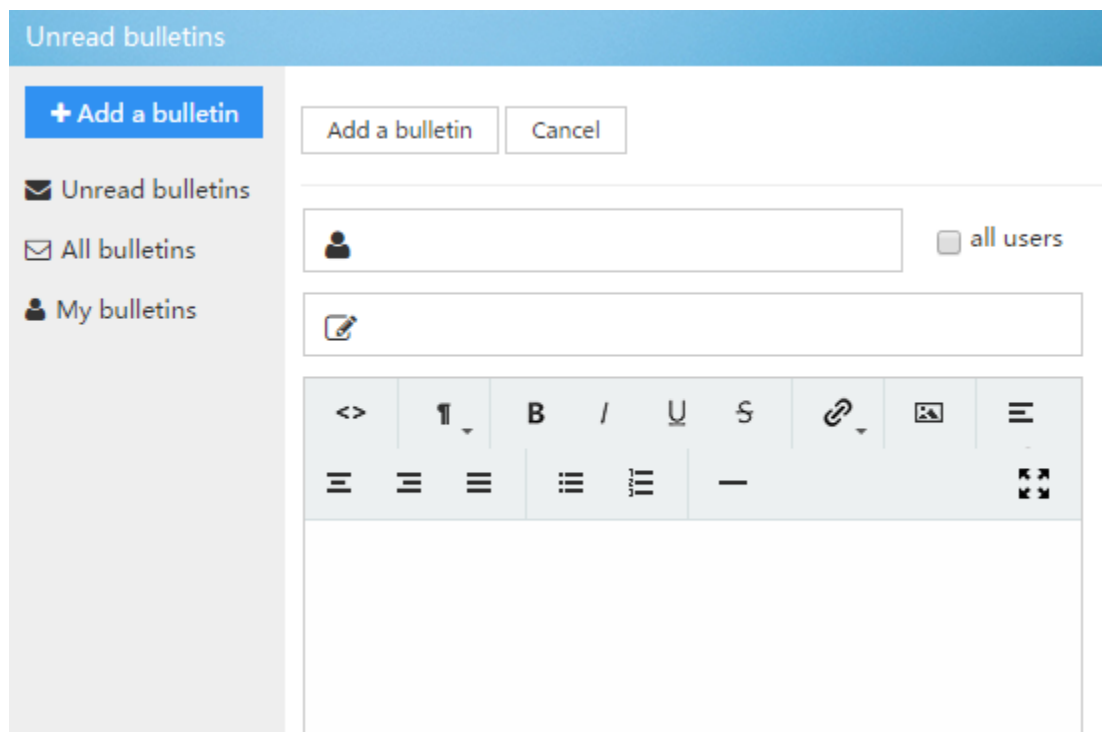 Unread bulletins
Add a bulletin
Unread bulletins
All bulletins
My bulletins
Add a bulletin
Cancel
all users